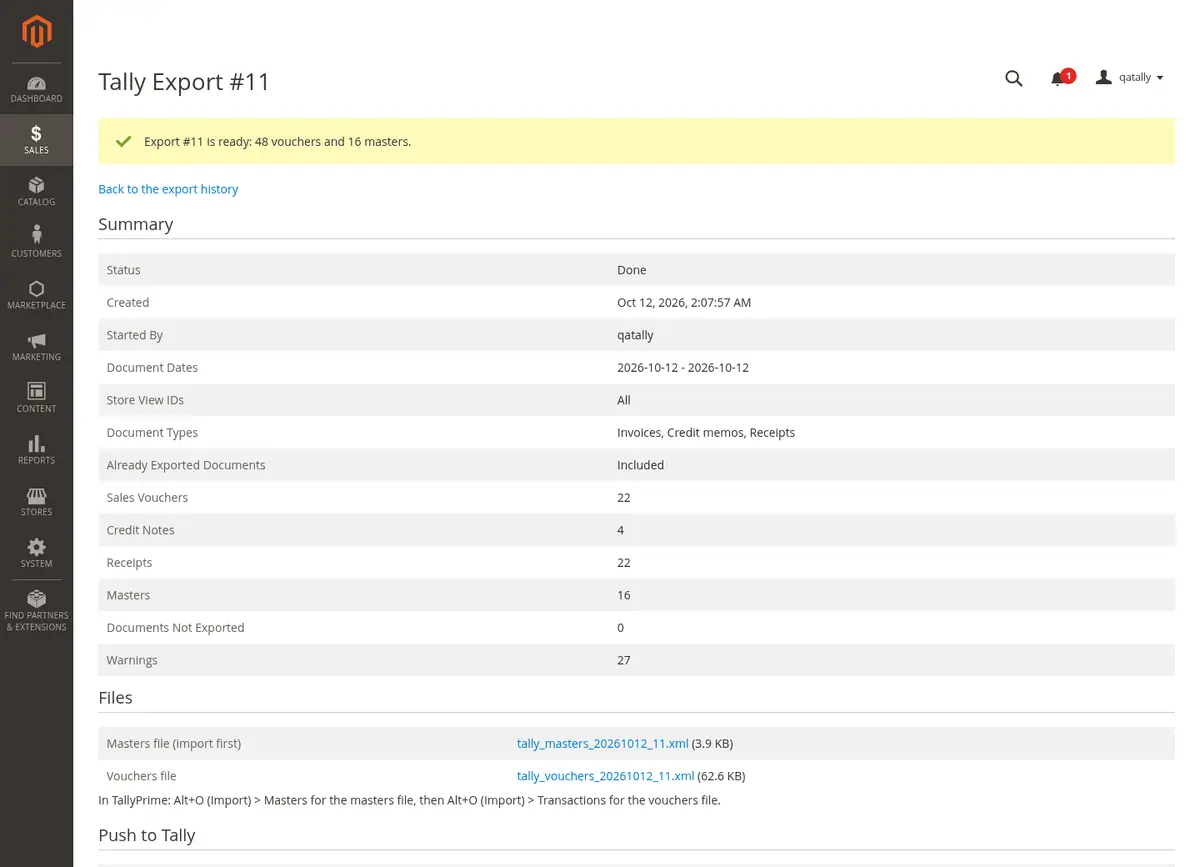 DASHBOARD
$
SALES
CATALOG
CUSTOMERS
MARKETPLACE
MARKETING
CONTENT
REPORTS
STORES
SYSTEM
FIND PARTNERS
& EXTENSIONS
Tally Export #11
1
qatally
Export #11 is ready: 48 vouchers and 16 masters.
Back to the export history
Summary
Status Done
Created Oct 12, 2026, 2:07:57 AM
Started By qatally
Document Dates 2026-10-12 - 2026-10-12
Store View IDs All
Document Types Invoices, Credit memos, Receipts
Already Exported Documents Included
Sales Vouchers 22
Credit Notes 4
Receipts 22
Masters 16
Documents Not Exported 0
Warnings 27
Files
Masters file (import first) tally_masters_20261012_11.xml (3.9 KB)
Vouchers file tally_vouchers_20261012_11.xml (62.6 KB)
In TallyPrime: Alt+O (Import) > Masters for the masters file, then Alt+O (Import) > Transactions for the vouchers file.
Push to Tally